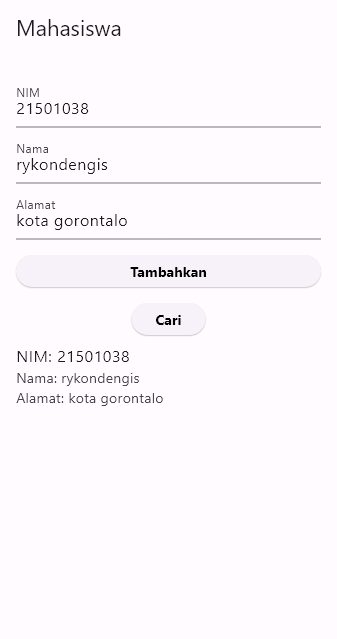 Mahasiswa
NIM
21501038
Nama
rykondengis
Alamat
kota gorontalo
Tambahkan
Cari
NIM: 21501038
Nama: rykondengis
Alamat: kota gorontalo